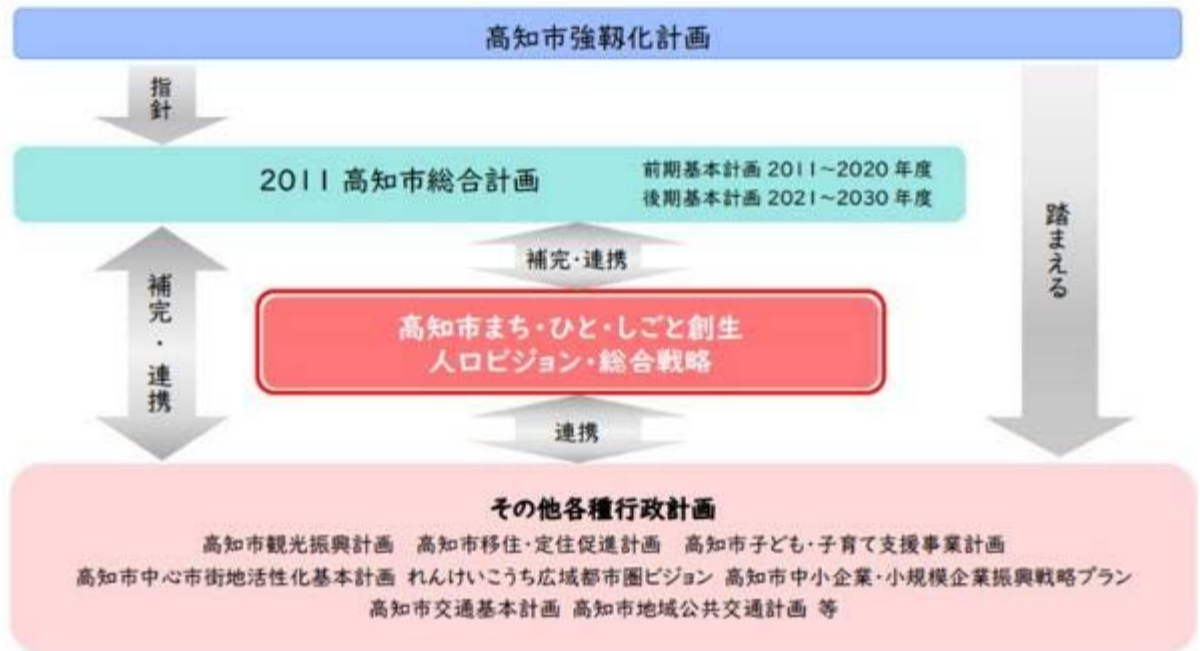 高知市強靱化計画
指針
2011 高知市総合計画
前期基本計画 2011~2020 年度
後期基本計画 2021~2030 年度
踏まえる
補完・連携
補完・連携
高知市まち・ひと・しごと創生
人口ビジョン・総合戦略
連携
その他各種行政計画
高知市観光振興計画 高知市移住・定住促進計画 高知市子ども・子育て支援事業計画
高知市中心市街地活性化基本計画 れんけいこうち広域都市圏ビジョン 高知市中小企業・小規模企業振興戦略プラン
高知市交通基本計画 高知市地域公共交通計画 等